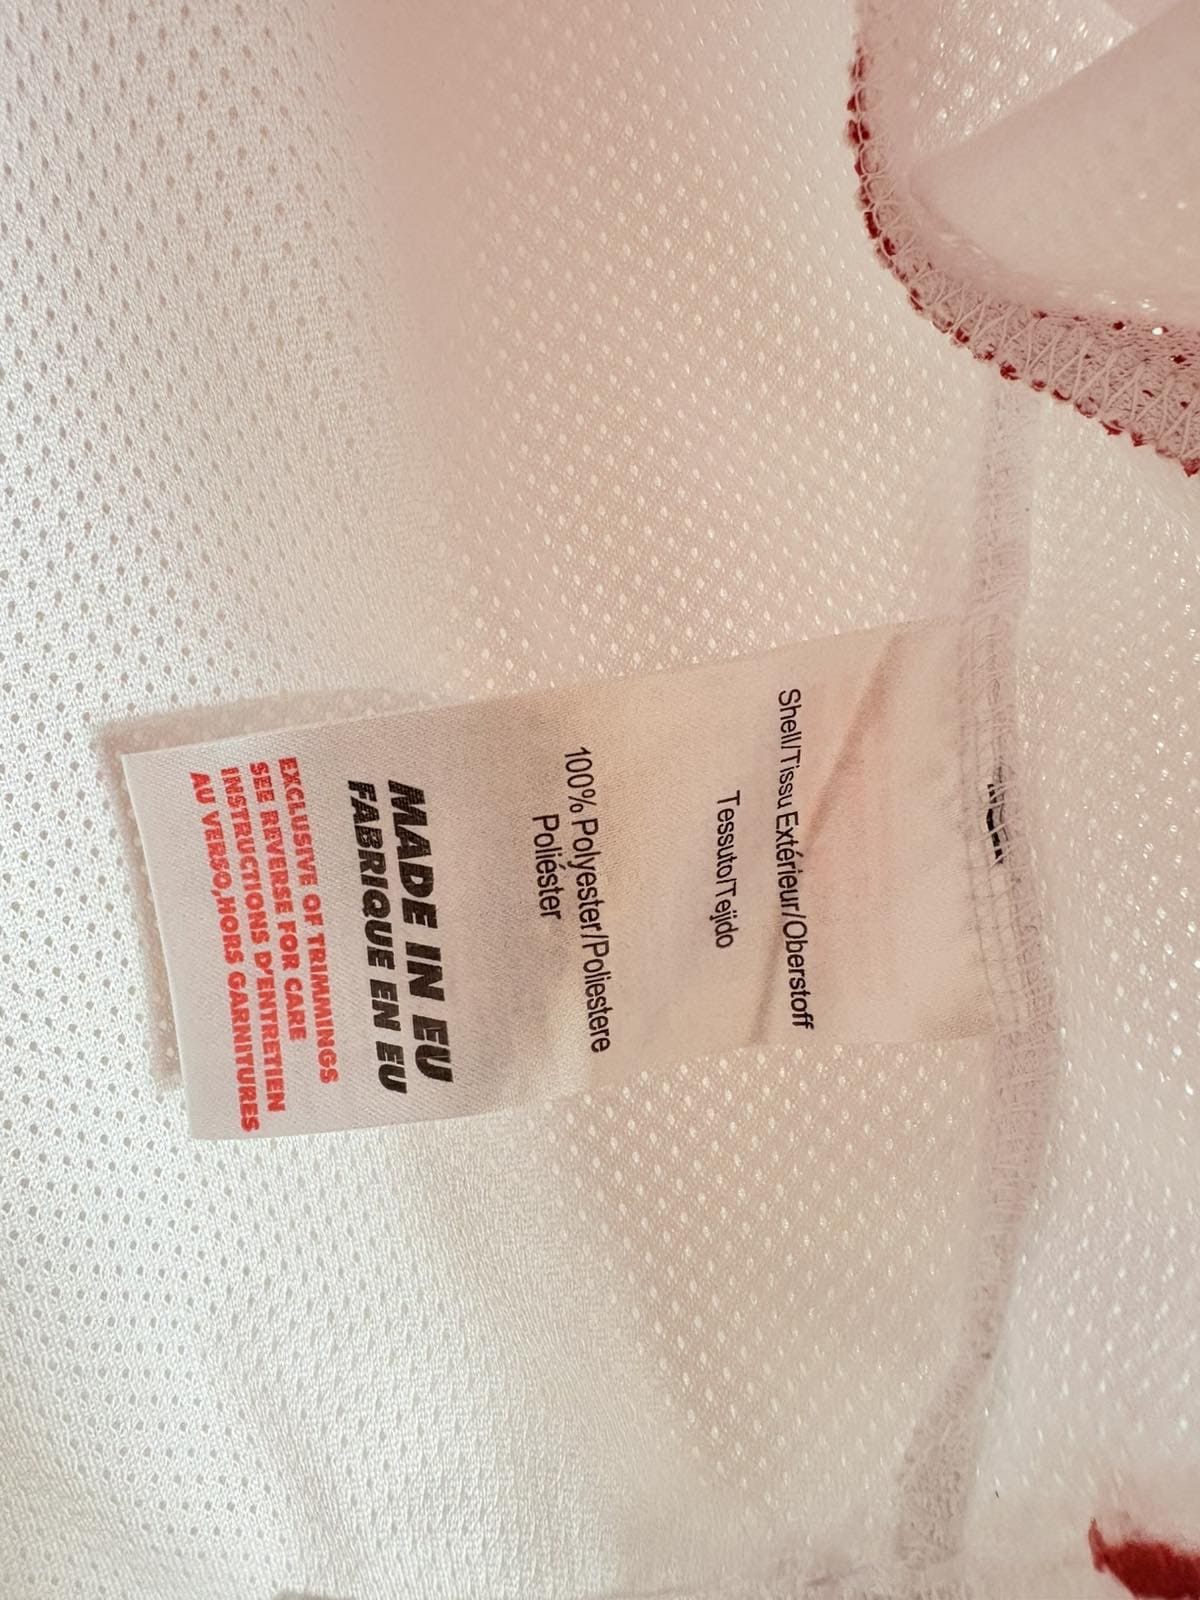 Shell/Tissu Extérieur/Oberstoff
Tessuto/Tejido
100% Polyester/Poliestere
Poliéster
MADE IN EU
FABRIQUE EN EU
EXCLUSIVE OF TRIMMINGS
SEE REVERSE FOR CARE
INSTRUCTIONS D'ENTRETIEN
AU VERSO,HORS GARNITURES